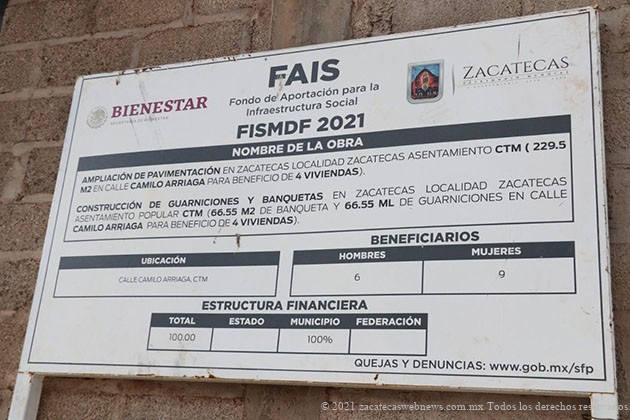 BIENESTAR
SECRETARÍA DE BIENESTAR
FAIS
Fondo de Aportación para la
Infraestructura Social
FISMDF 2021
ZACATECAS
NOMBRE DE LA OBRA
AMPLIACIÓN DE PAVIMENTACIÓN EN ZACATECAS LOCALIDAD ZACATECAS ASENTAMIENTO CTM ( 229.5
M2 EN CALLE CAMILO ARRIAGA PARA BENEFICIO DE 4 VIVIENDAS).
CONSTRUCCIÓN DE GUARNICIONES Y BANQUETAS EN ZACATECAS LOCALIDAD ZACATECAS
ASENTAMIENTO POPULAR CTM (66.55 M2 DE BANQUETA Y 66.55 ML DE GUARNICIONES EN CALLE
CAMILO ARRIAGA PARA BENEFICIO DE 4 VIVIENDAS).
UBICACIÓN
CALLE CAMILO ARRIAGA, CTM
BENEFICIARIOS
HOMBRES MUJERES
6 9
ESTRUCTURA FINANCIERA
TOTAL ESTADO MUNICIPIO FEDERACIÓN
100.00 100%
QUEJAS Y DENUNCIAS: www.gob.mx/sfp
© 2021 zacatecaswebnews.com.mx Todos los derechos reservados